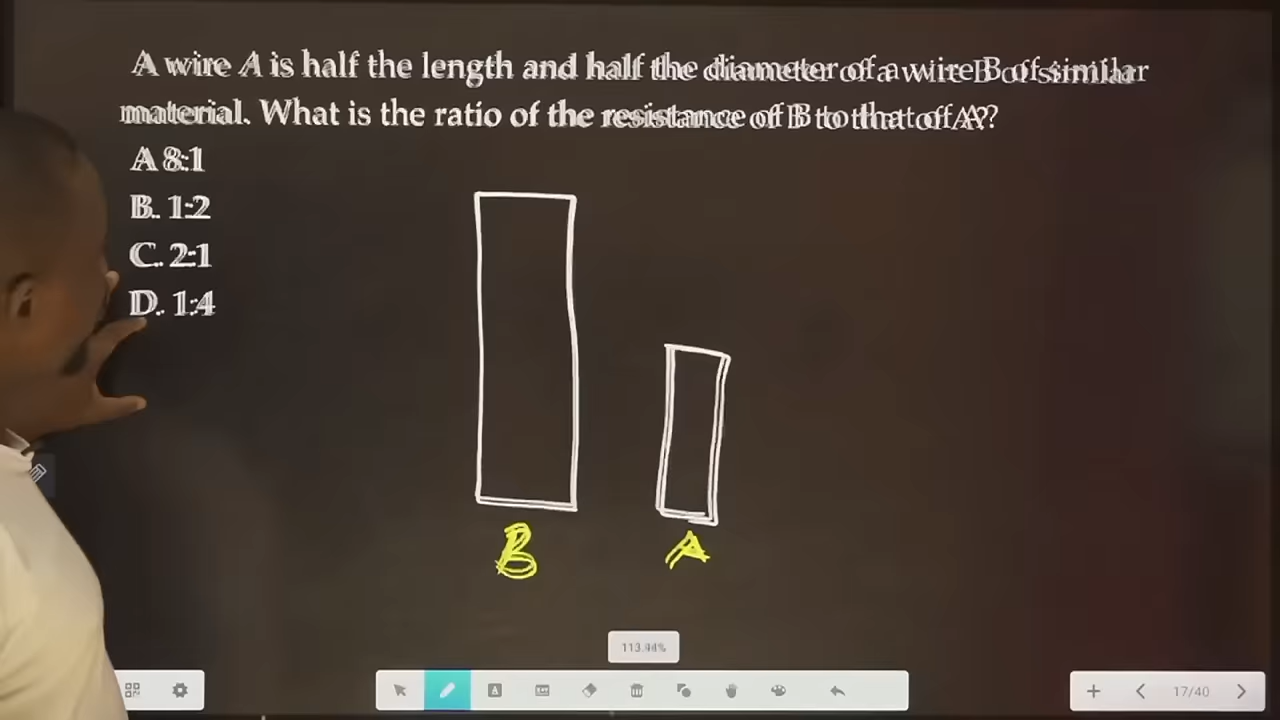 A wire A is half the length and half the diameter of a wire B of similar
material. What is the ratio of the resistance of B to that of A?
A 8:1
B. 1:2
C. 2:1
D. 1:4
B
A
113.44%
17/40